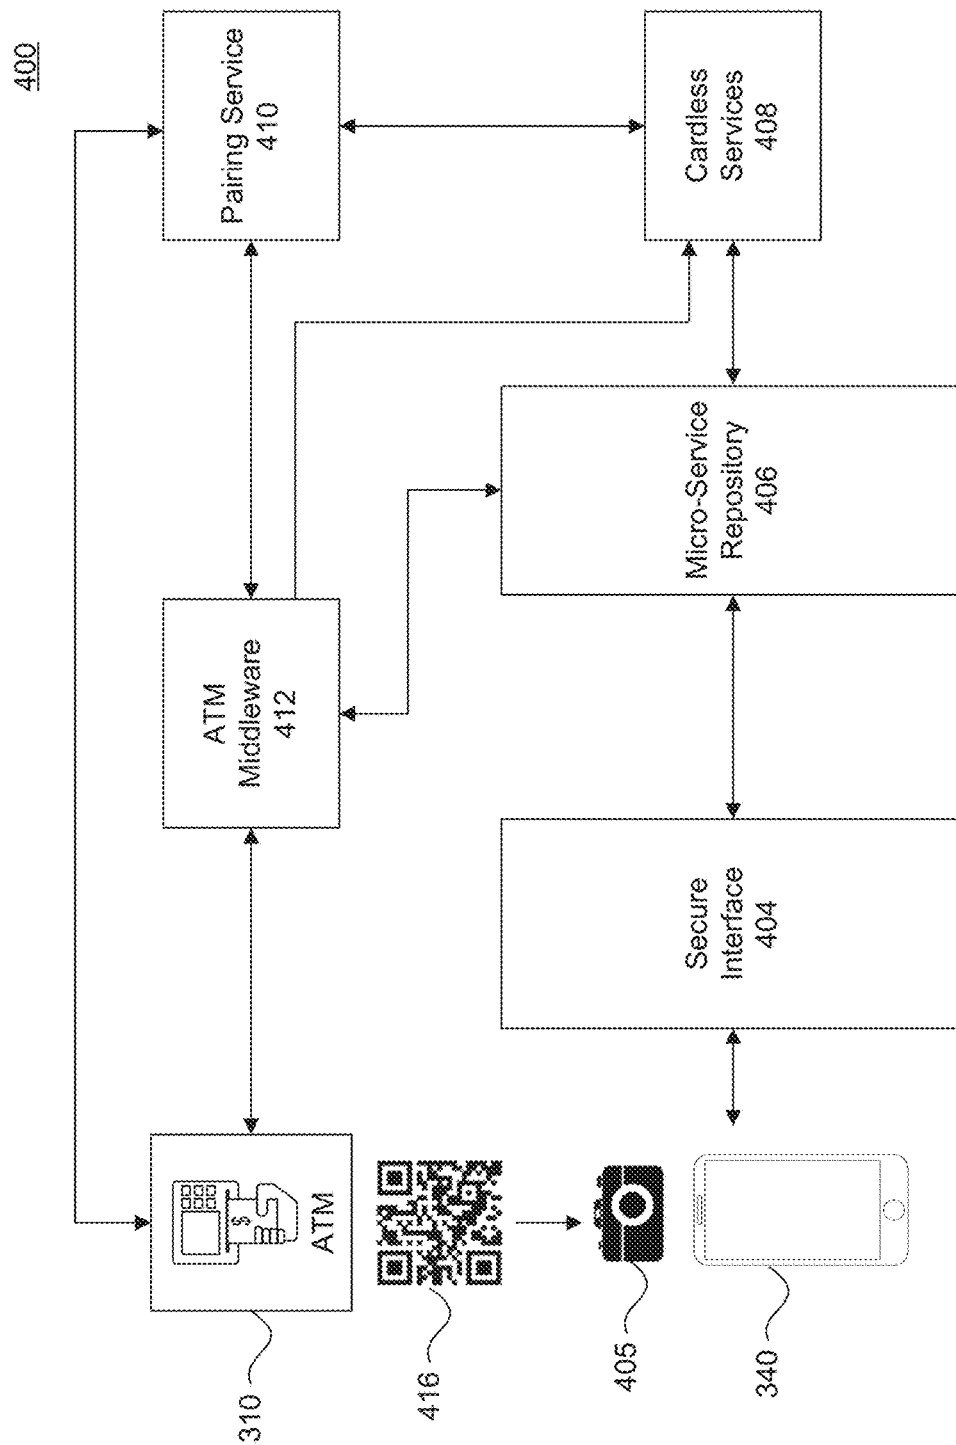 400
Pairing Service
410
Cardless
Services
408
ATM
Middleware
412
Micro-Service
Repository
406
Secure
Interface
404
$
ATM
310
416
405
340